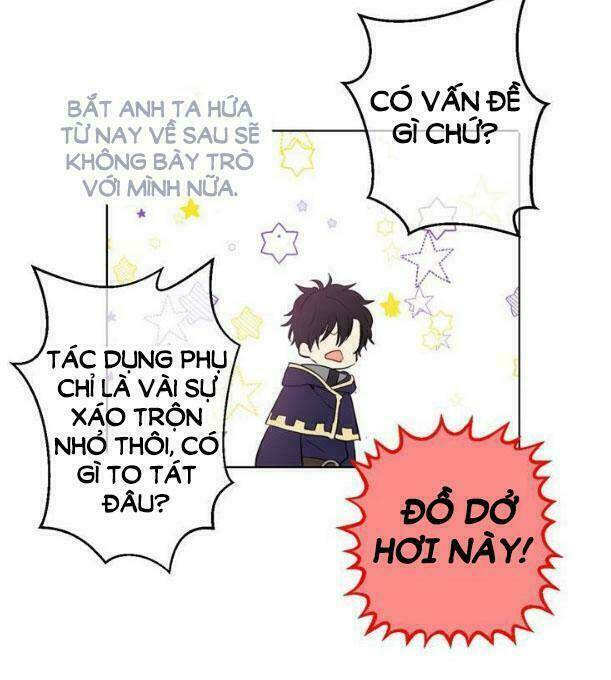 CÓ VẤN ĐỀ
GÌ CHỨ?
BẮT ANH TA HỨA
TỪ NAY VỀ SAU SẼ
KHÔNG BÀY TRÒ
VỚI MÌNH NỮA.
TÁC DỤNG PHỤ
CHỈ LÀ VÀI SỰ
XÁO TRỘN
NHỎ THÔI, CÓ
GÌ TO TÁT
ĐÂU?
ĐỒ DỞ
HƠI NÀY!